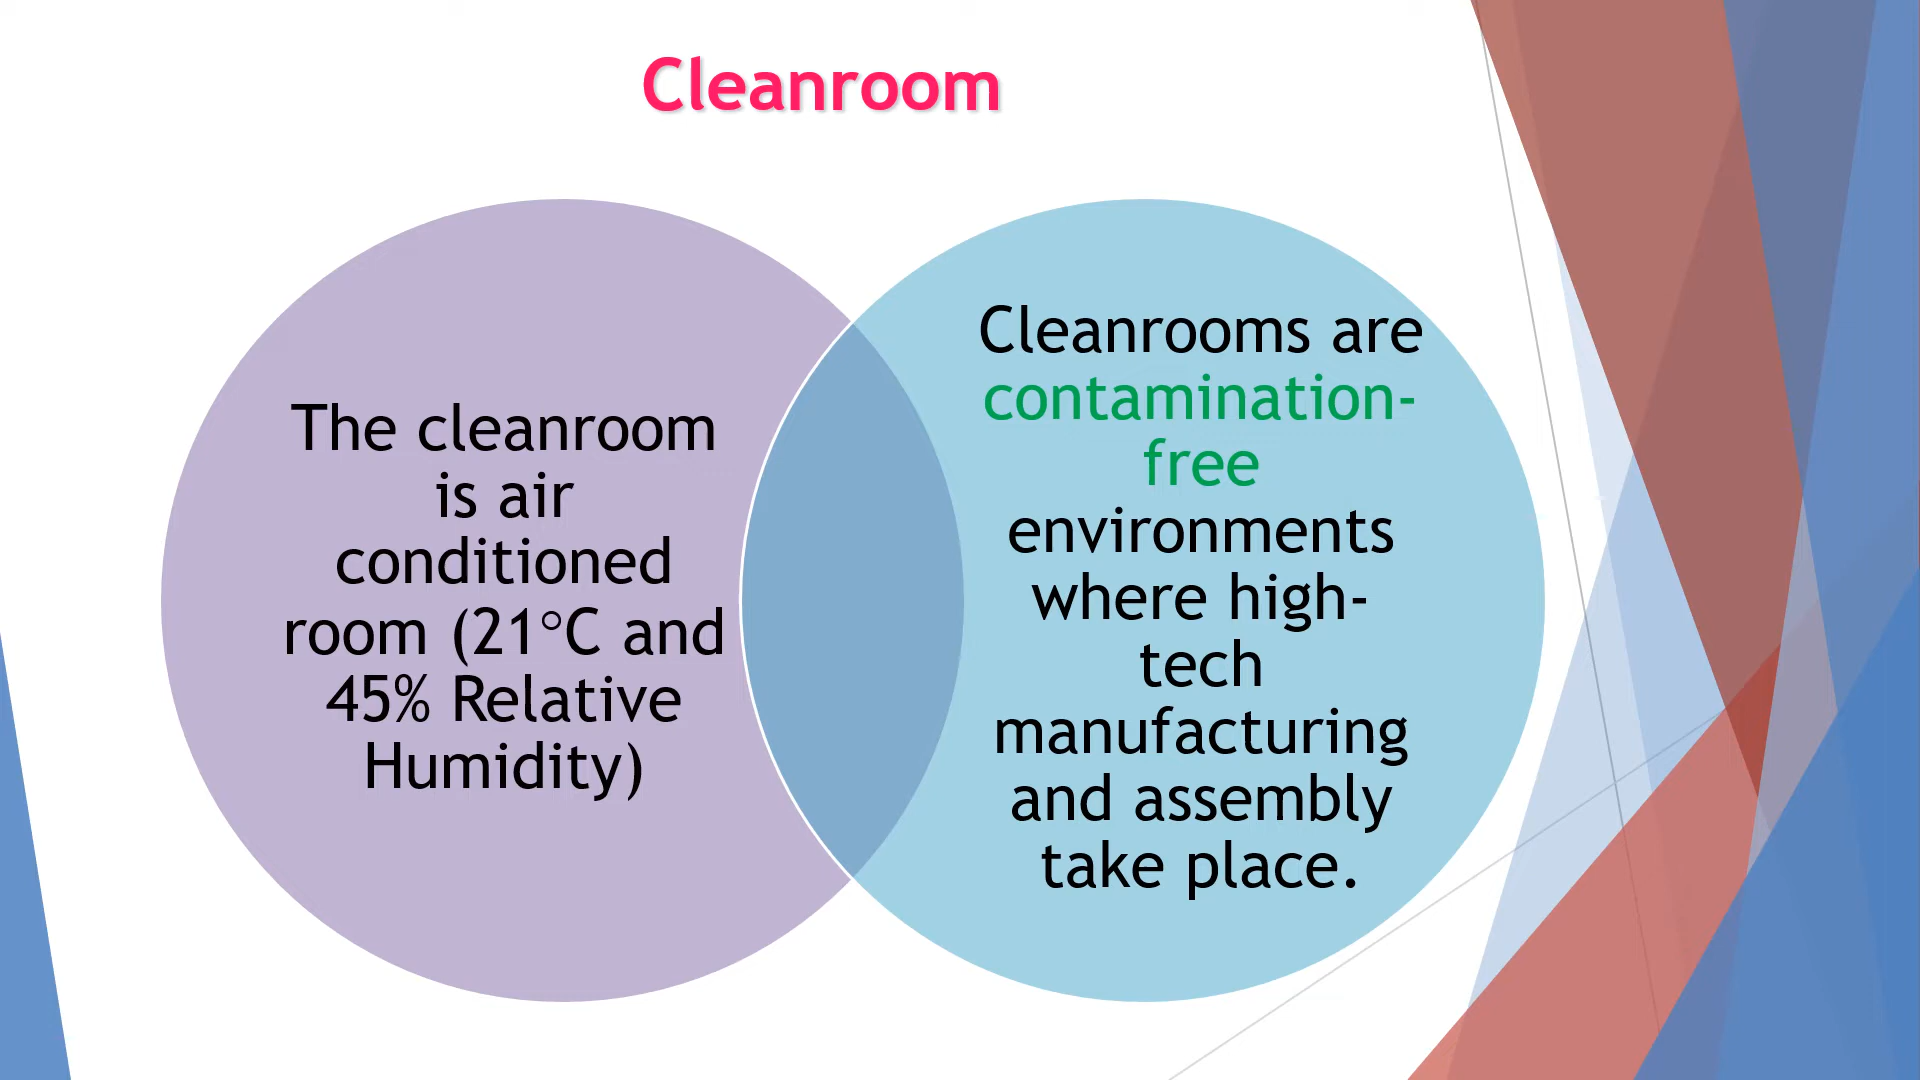 Cleanroom
The cleanroom
is air
conditioned
room (21°C and
45% Relative
Humidity)
Cleanrooms are
contamination-
free
environments
where high-
tech
manufacturing
and assembly
take place.